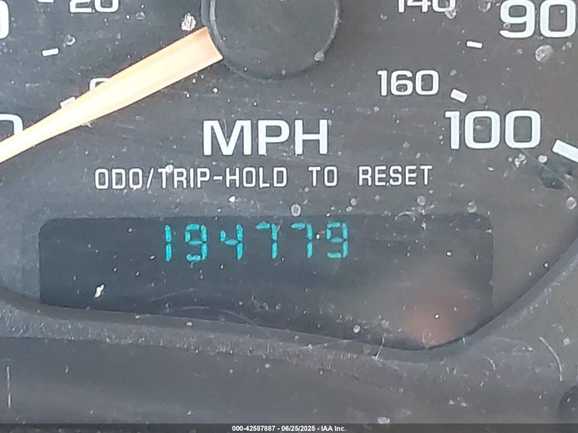 20
140
90
160
100
MPH
ODO/TRIP-HOLD TO RESET
194779
000-42587887 - 06/25/2025 - IAA Inc.